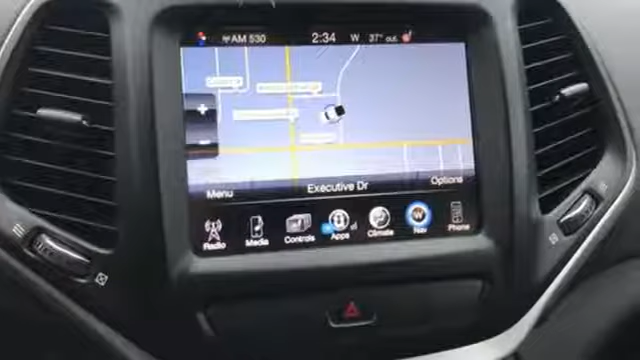 AM 530 2:34 W 37° out
+
Menu Executive Dr Options
Radio Media Controls Apps Climate Nav Phone